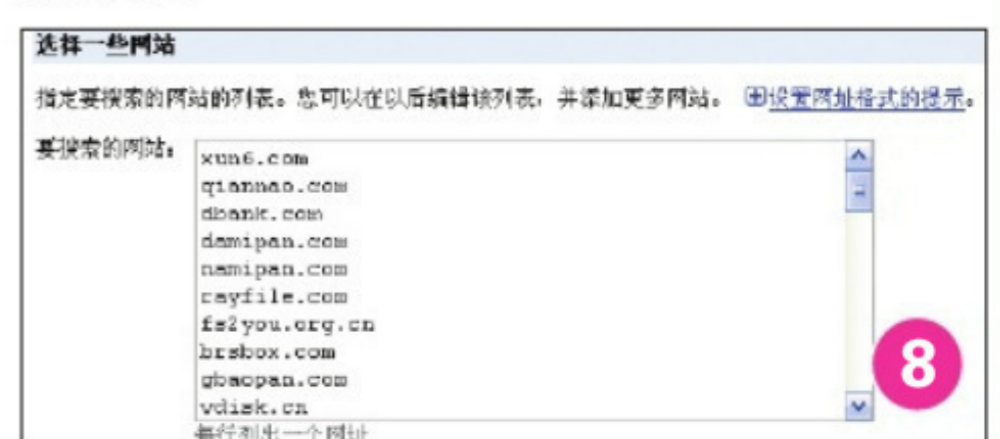 选择一些网站
指定要搜索的网站的列表。您可以在以后编辑该列表，并添加更多网站。 设置网址格式的提示。
要搜索的网站：
xun6.com
qiannao.com
dbank.com
damipan.com
namipan.com
rayfile.com
fs2you.org.cn
brsbox.com
gbaopan.com
vdisk.cn
每行列出一个网址
8